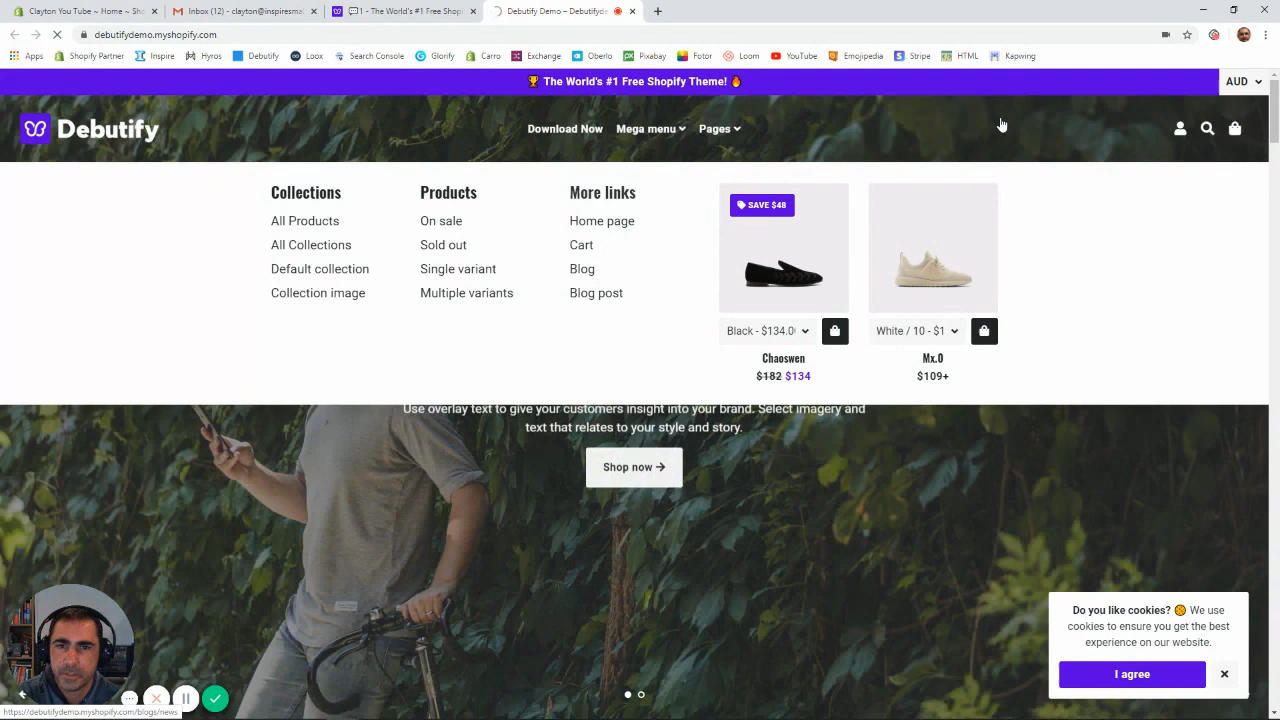 Clayton YouTube ~ Home ~ Sho
Inbox (12) - clayton@inspiresma
1 - The World's #1 Free Shopi
Debutify Demo – Debutify
debutifydemo.myshopify.com
Apps
Shopify Partner
Inspire
Hyros
Debutify
Loox
Search Console
Glorify
Carro
Exchange
Oberlo
Pixabay
Fotor
Loom
YouTube
Emojipedia
Stripe
HTML
Kapwing
🏆 The World's #1 Free Shopify Theme! 🔥
AUD
Debutify
Download Now
Mega menu
Pages
Collections
All Products
All Collections
Default collection
Collection image
Products
On sale
Sold out
Single variant
Multiple variants
More links
Home page
Cart
Blog
Blog post
SAVE $48
Black - $134.0
Chaoswen
$182 $134
White / 10 - $1
Mx.0
$109+
Use overlay text to give your customers insight into your brand. Select imagery and
text that relates to your style and story.
Shop now →
Do you like cookies? 🍪 We use
cookies to ensure you get the best
experience on our website.
I agree
https://debutifydemo.myshopify.com/blogs/news